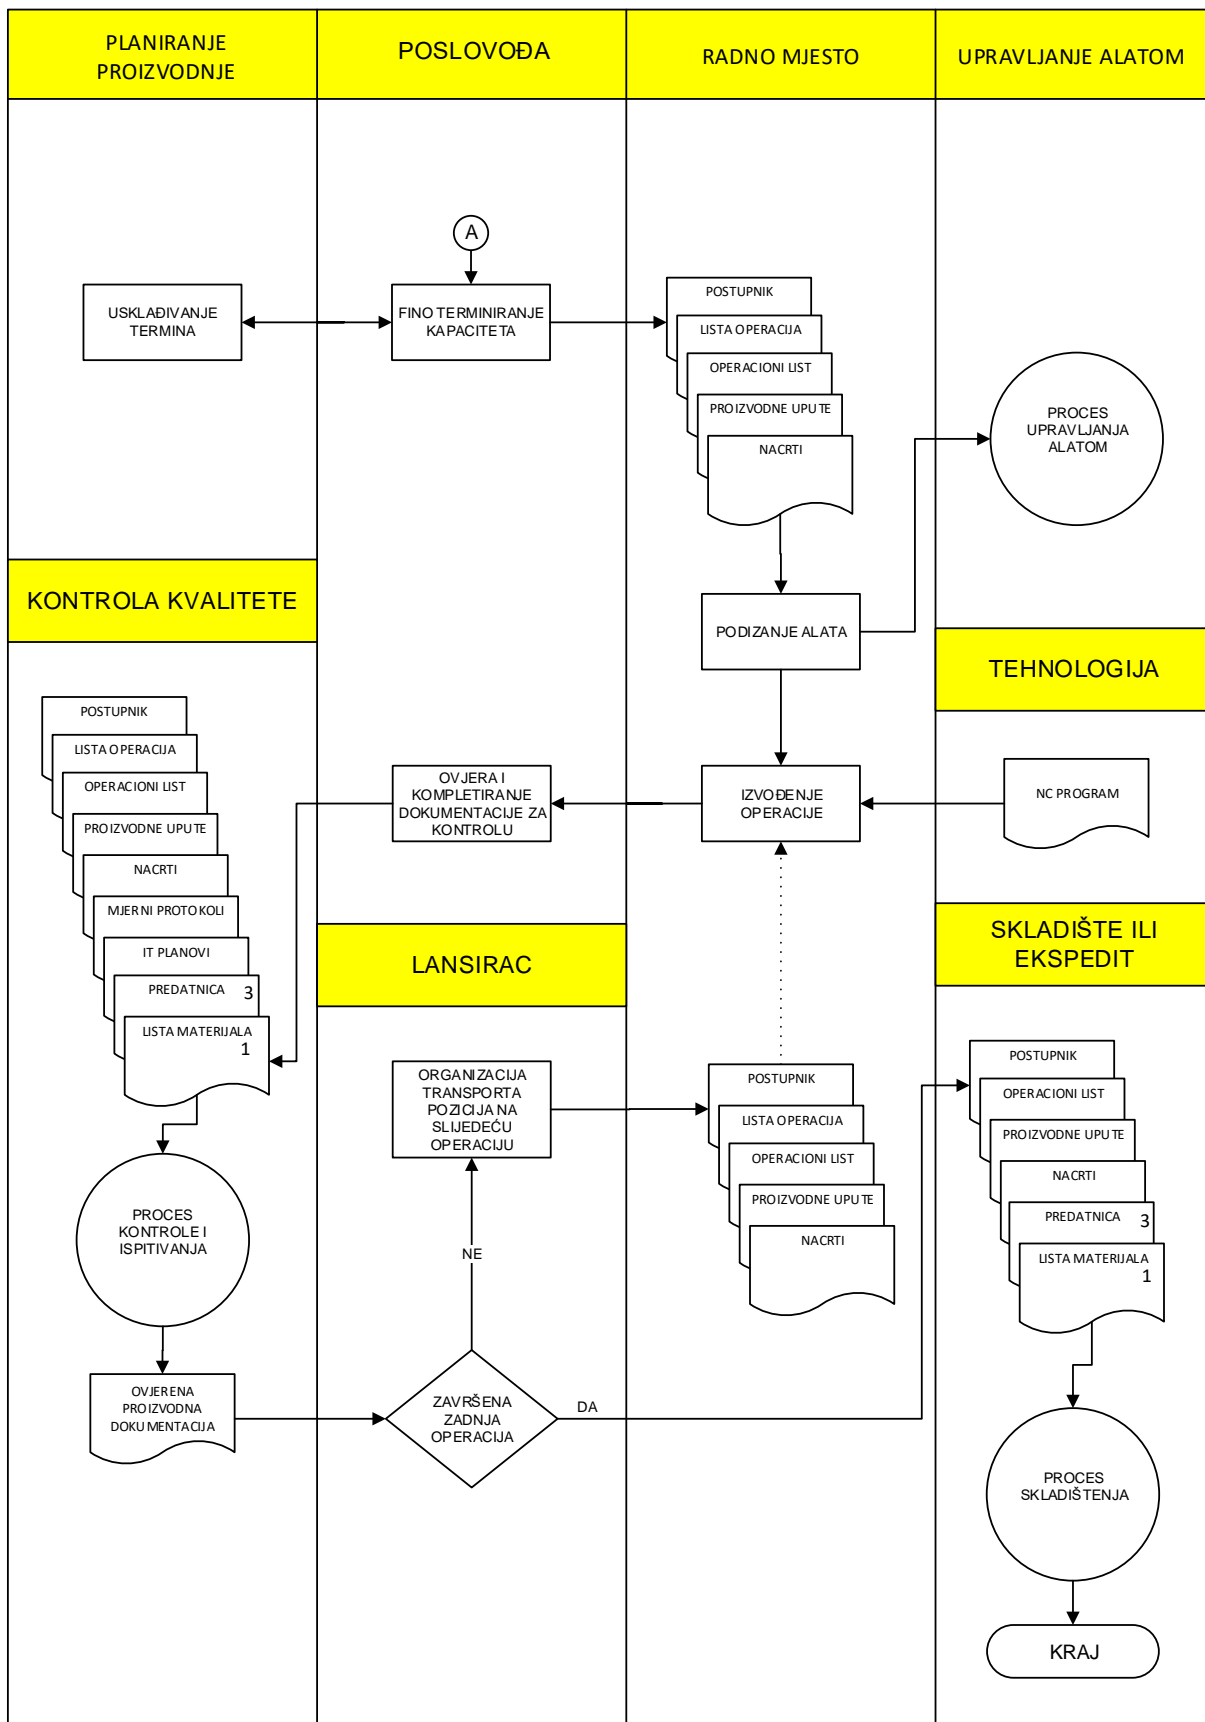 PLANIRANJE
PROIZVODNJE
POSLOVOĐA
RADNO MJESTO
UPRAVLJANJE ALATOM
A
USKLAĐIVANJE
TERMINA
FINO TERMINIRANJE
KAPACITETA
POSTUPNIK
LISTA OPERACIJA
OPERACIONI LIST
PROIZVODNE UPUTE
NACRTI
PROCES
UPRAVLJANJA
ALATOM
KONTROLA KVALITETE
PODIZANJE ALATA
TEHNOLOGIJA
POSTUPNIK
LISTA OPERACIJA
OPERACIONI LIST
PROIZVODNE UPUTE
NACRTI
MJERNI PROTOKOLI
IT PLANOVI
PREDATNICA 3
LISTA MATERIJALA
1
OVJERA I
KOMPLETIRANJE
DOKUMENTACIJE ZA
KONTROLU
IZVOĐENJE
OPERACIJE
NC PROGRAM
LANSIRAC
SKLADIŠTE ILI
EKSPEDIT
ORGANIZACIJA
TRANSPORTA
POZICIJA NA
SLIJEDEĆU
OPERACIJU
POSTUPNIK
LISTA OPERACIJA
OPERACIONI LIST
PROIZVODNE UPUTE
NACRTI
POSTUPNIK
OPERACIONI LIST
PROIZVODNE UPUTE
NACRTI
PREDATNICA 3
LISTA MATERIJALA
1
PROCES
KONTROLE I
ISPITIVANJA
NE
OVJERENA
PROIZVODNA
DOKUMENTACIJA
ZAVRŠENA
ZADNJA
OPERACIJA
DA
PROCES
SKLADIŠTENJA
KRAJ